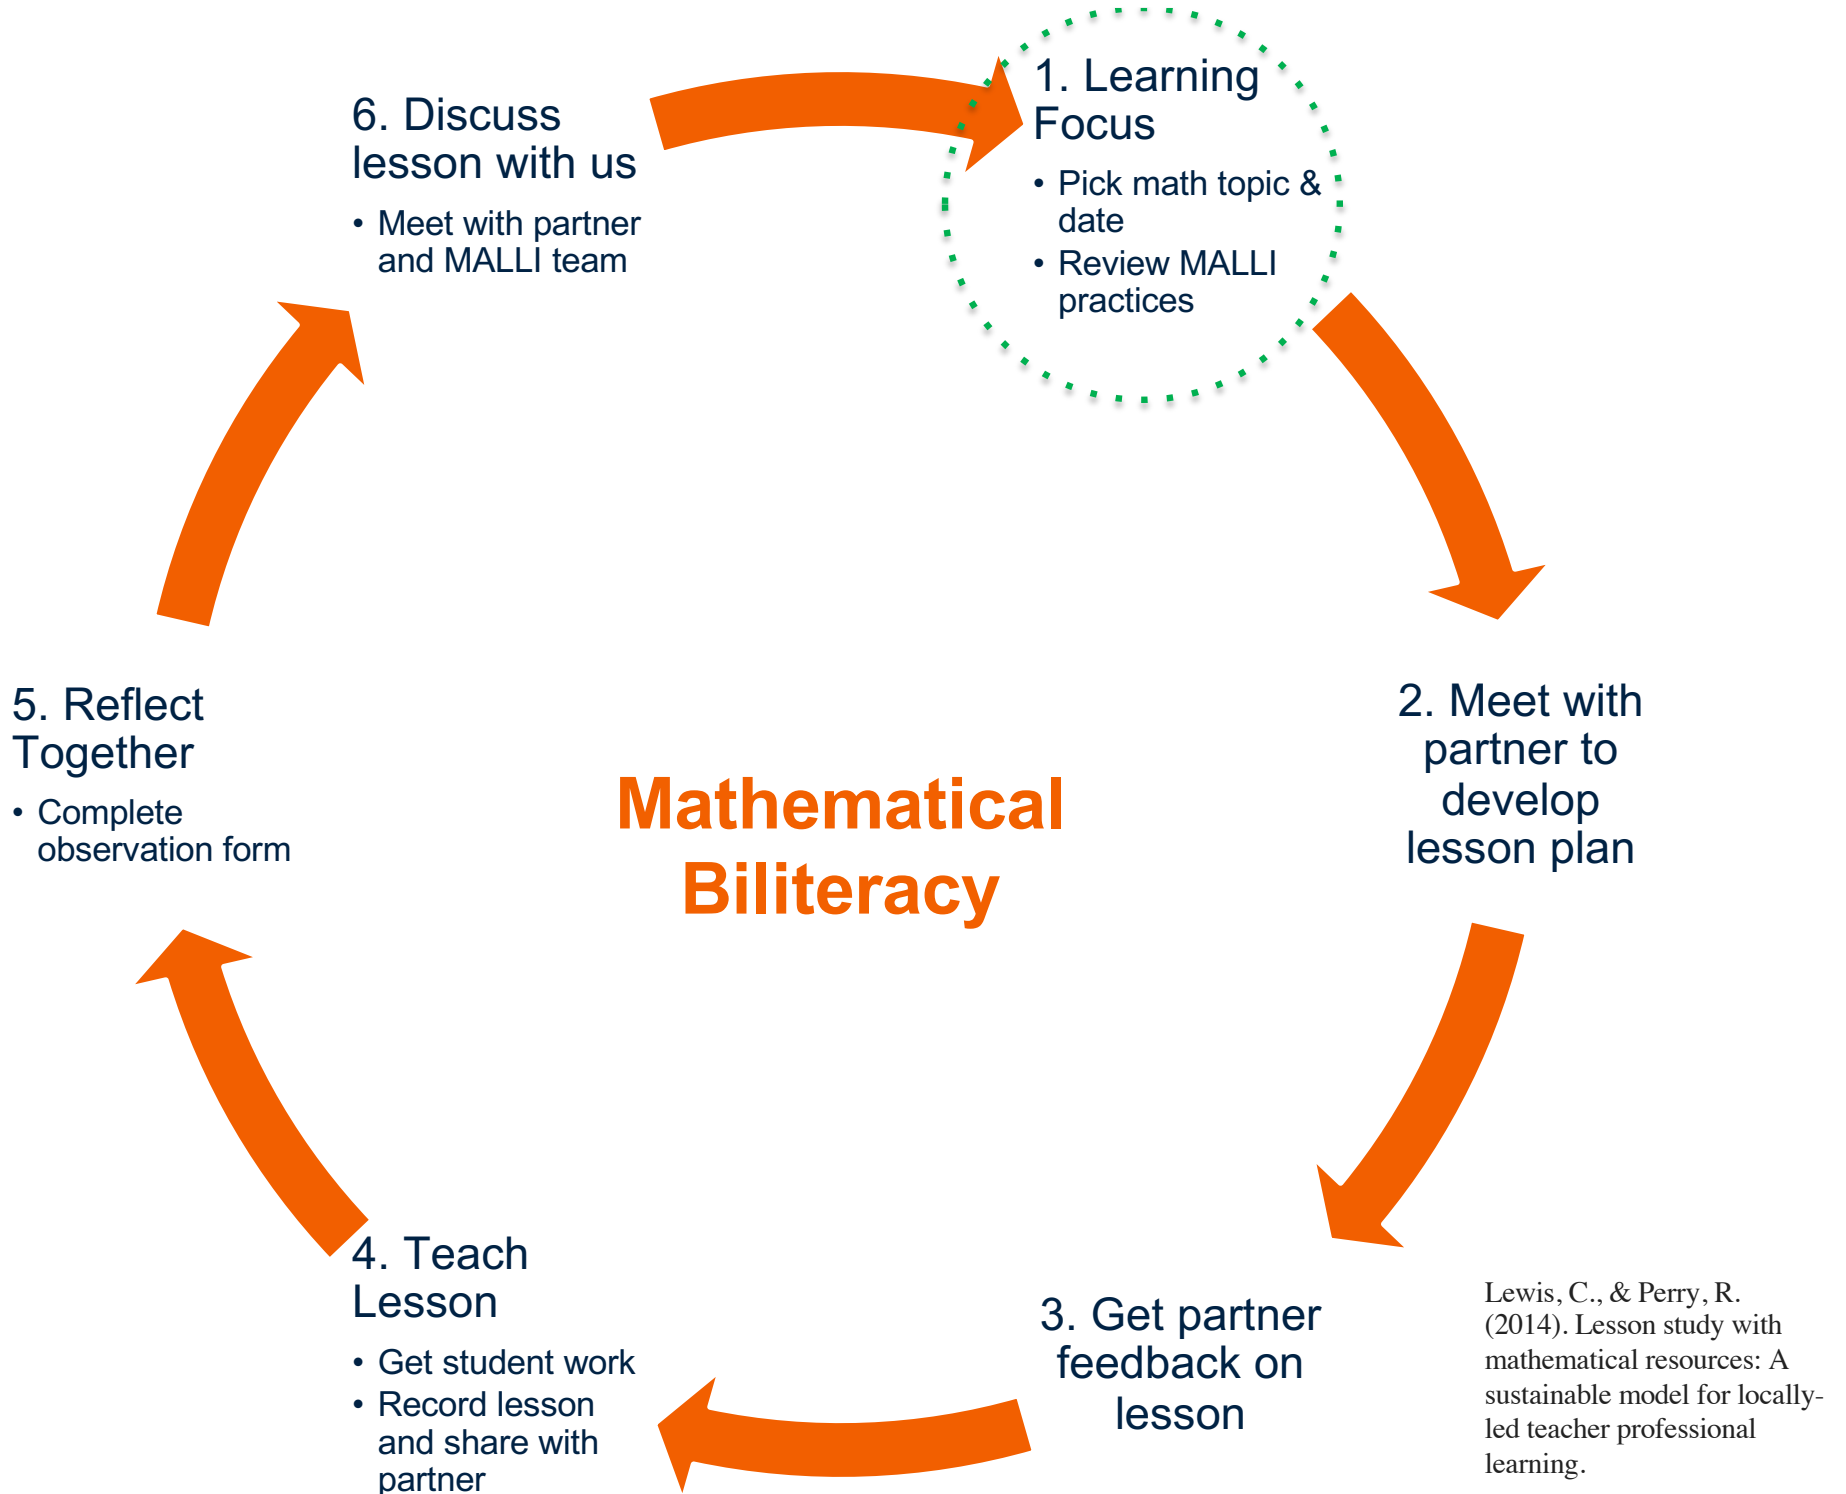 1. Learning
Focus
• Pick math topic &
date
• Review MALLI
practices
2. Meet with
partner to
develop
lesson plan
3. Get partner
feedback on
lesson
4. Teach
Lesson
• Get student work
• Record lesson
and share with
partner
5. Reflect
Together
• Complete
observation form
6. Discuss
lesson with us
• Meet with partner
and MALLI team
Mathematical
Biliteracy
Lewis, C., & Perry, R.
(2014). Lesson study with
mathematical resources: A
sustainable model for locally-
led teacher professional
learning.